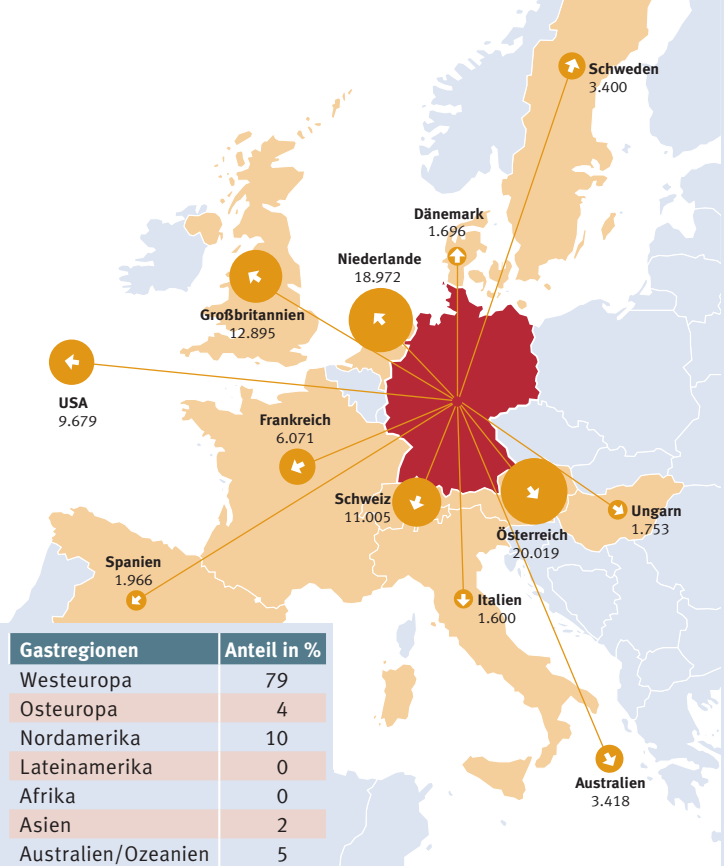 Schweden
3.400
Dänemark
1.696
Niederlande
18.972
Großbritannien
12.895
USA
9.679
Frankreich
6.071
Schweiz
11.005
Österreich
20.019
Ungarn
1.753
Spanien
1.966
Italien
1.600
Australien
3.418
Gastregionen Anteil in %
Westeuropa 79
Osteuropa 4
Nordamerika 10
Lateinamerika 0
Afrika 0
Asien 2
Australien/Ozeanien 5